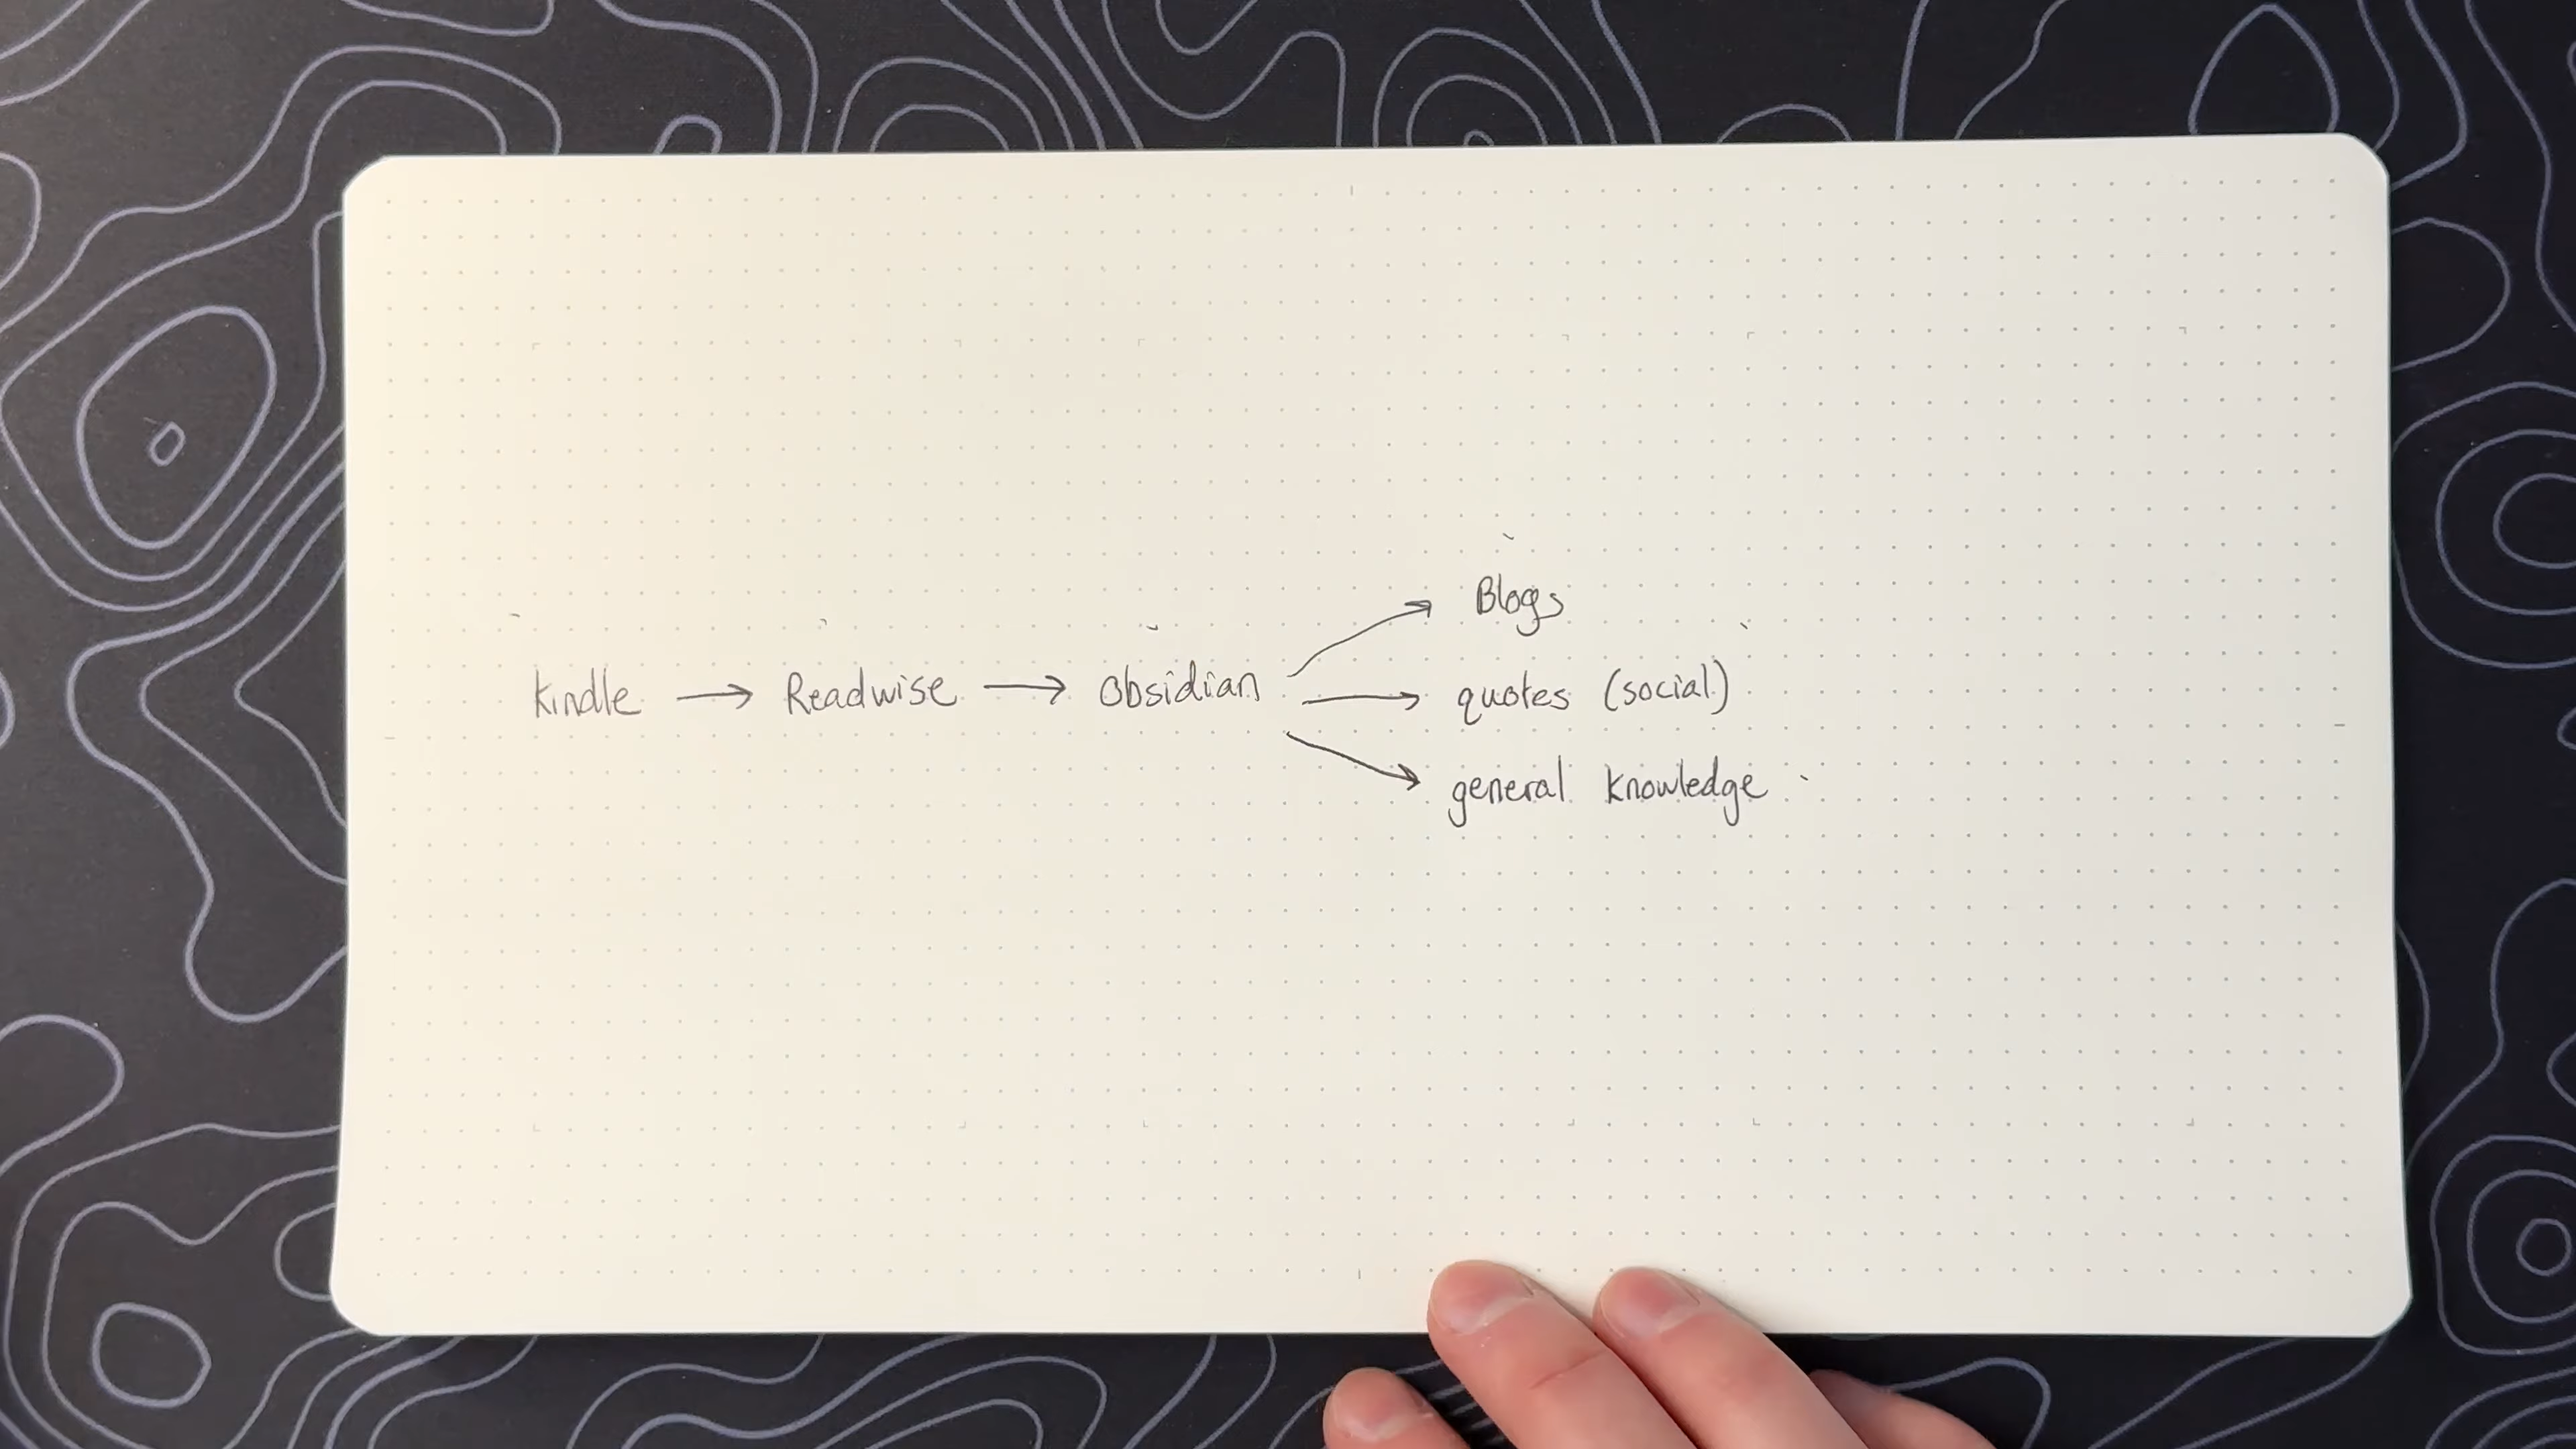 Blogs
kindle → Readwise → Obsidian → quotes (social)
general knowledge